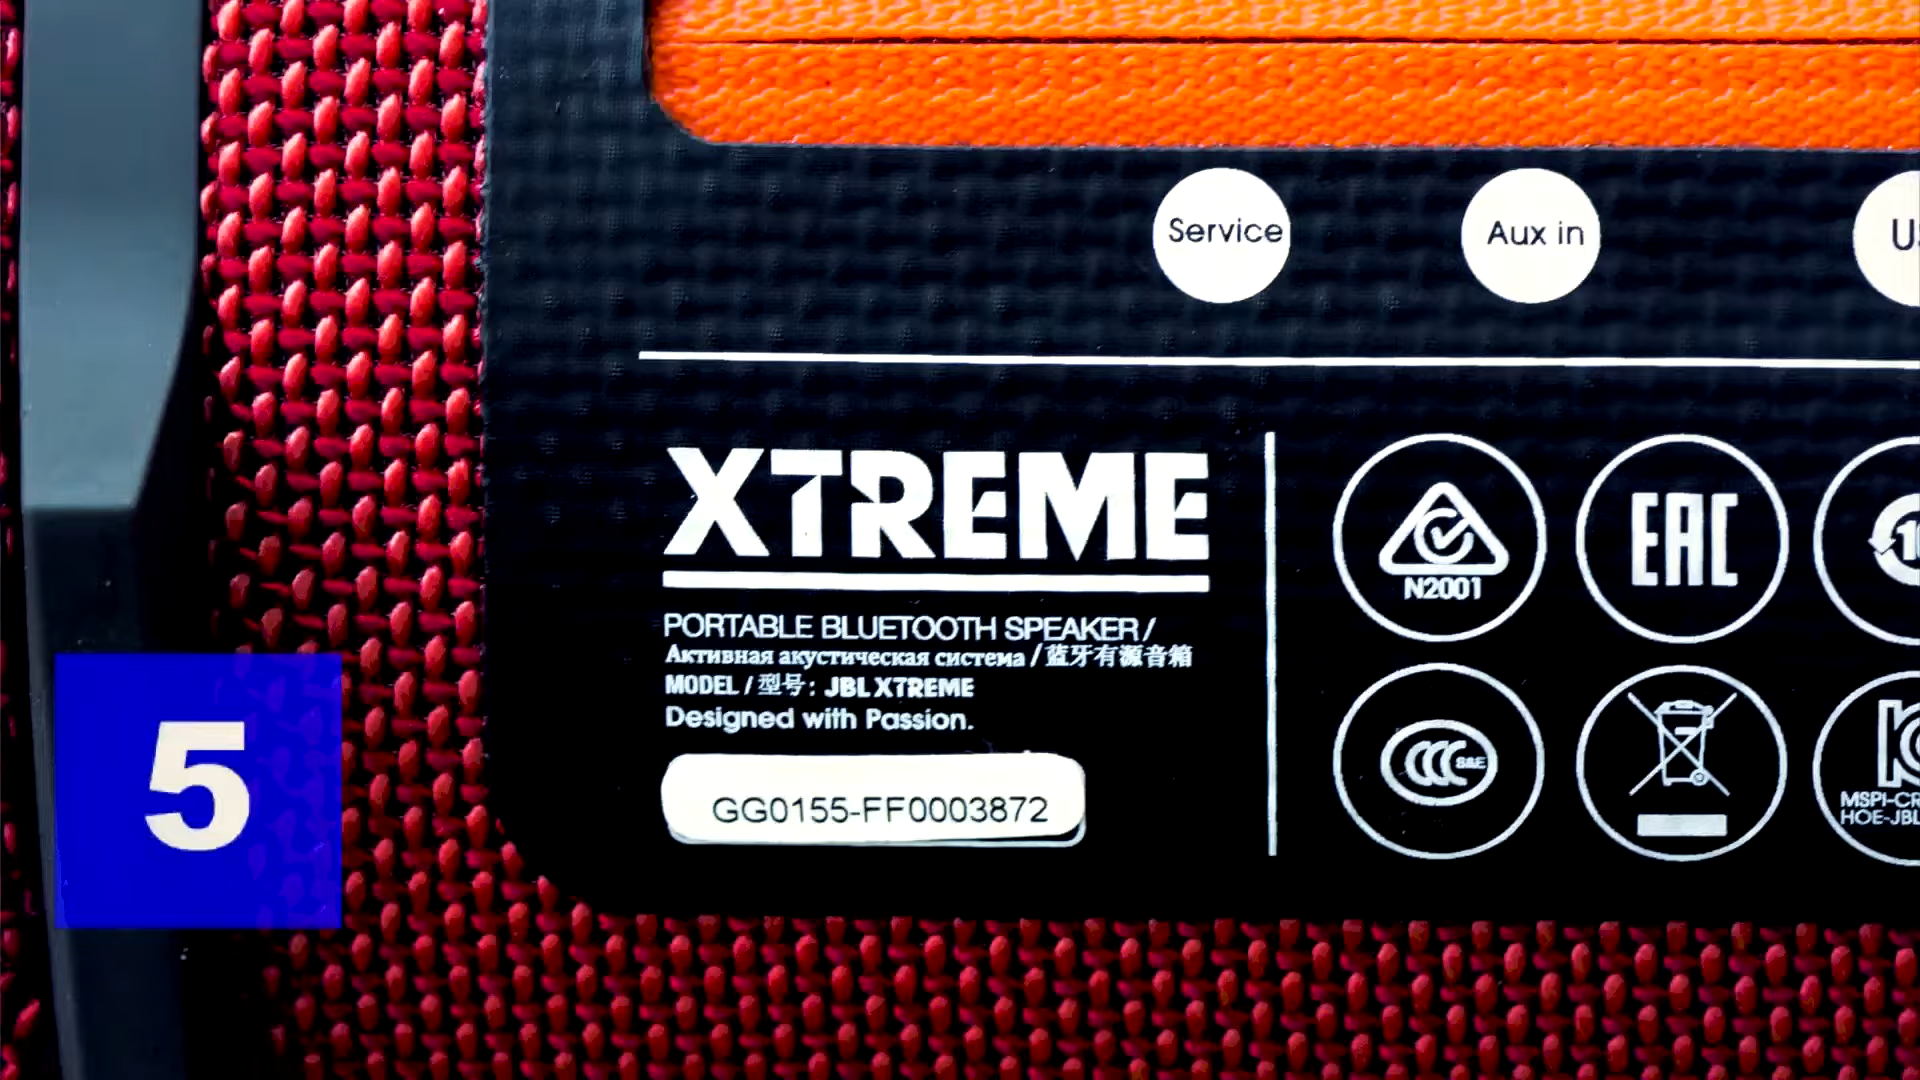 Service
Aux in
XTREME
N2001
EAC
PORTABLE BLUETOOTH SPEAKER /
Активная акустическая система / 蓝牙有源音箱
MODEL / 型号: JBL XTREME
Designed with Passion.
GG0155-FF0003872
CCC S&E
MSPI-CR
HOE-JBL
5